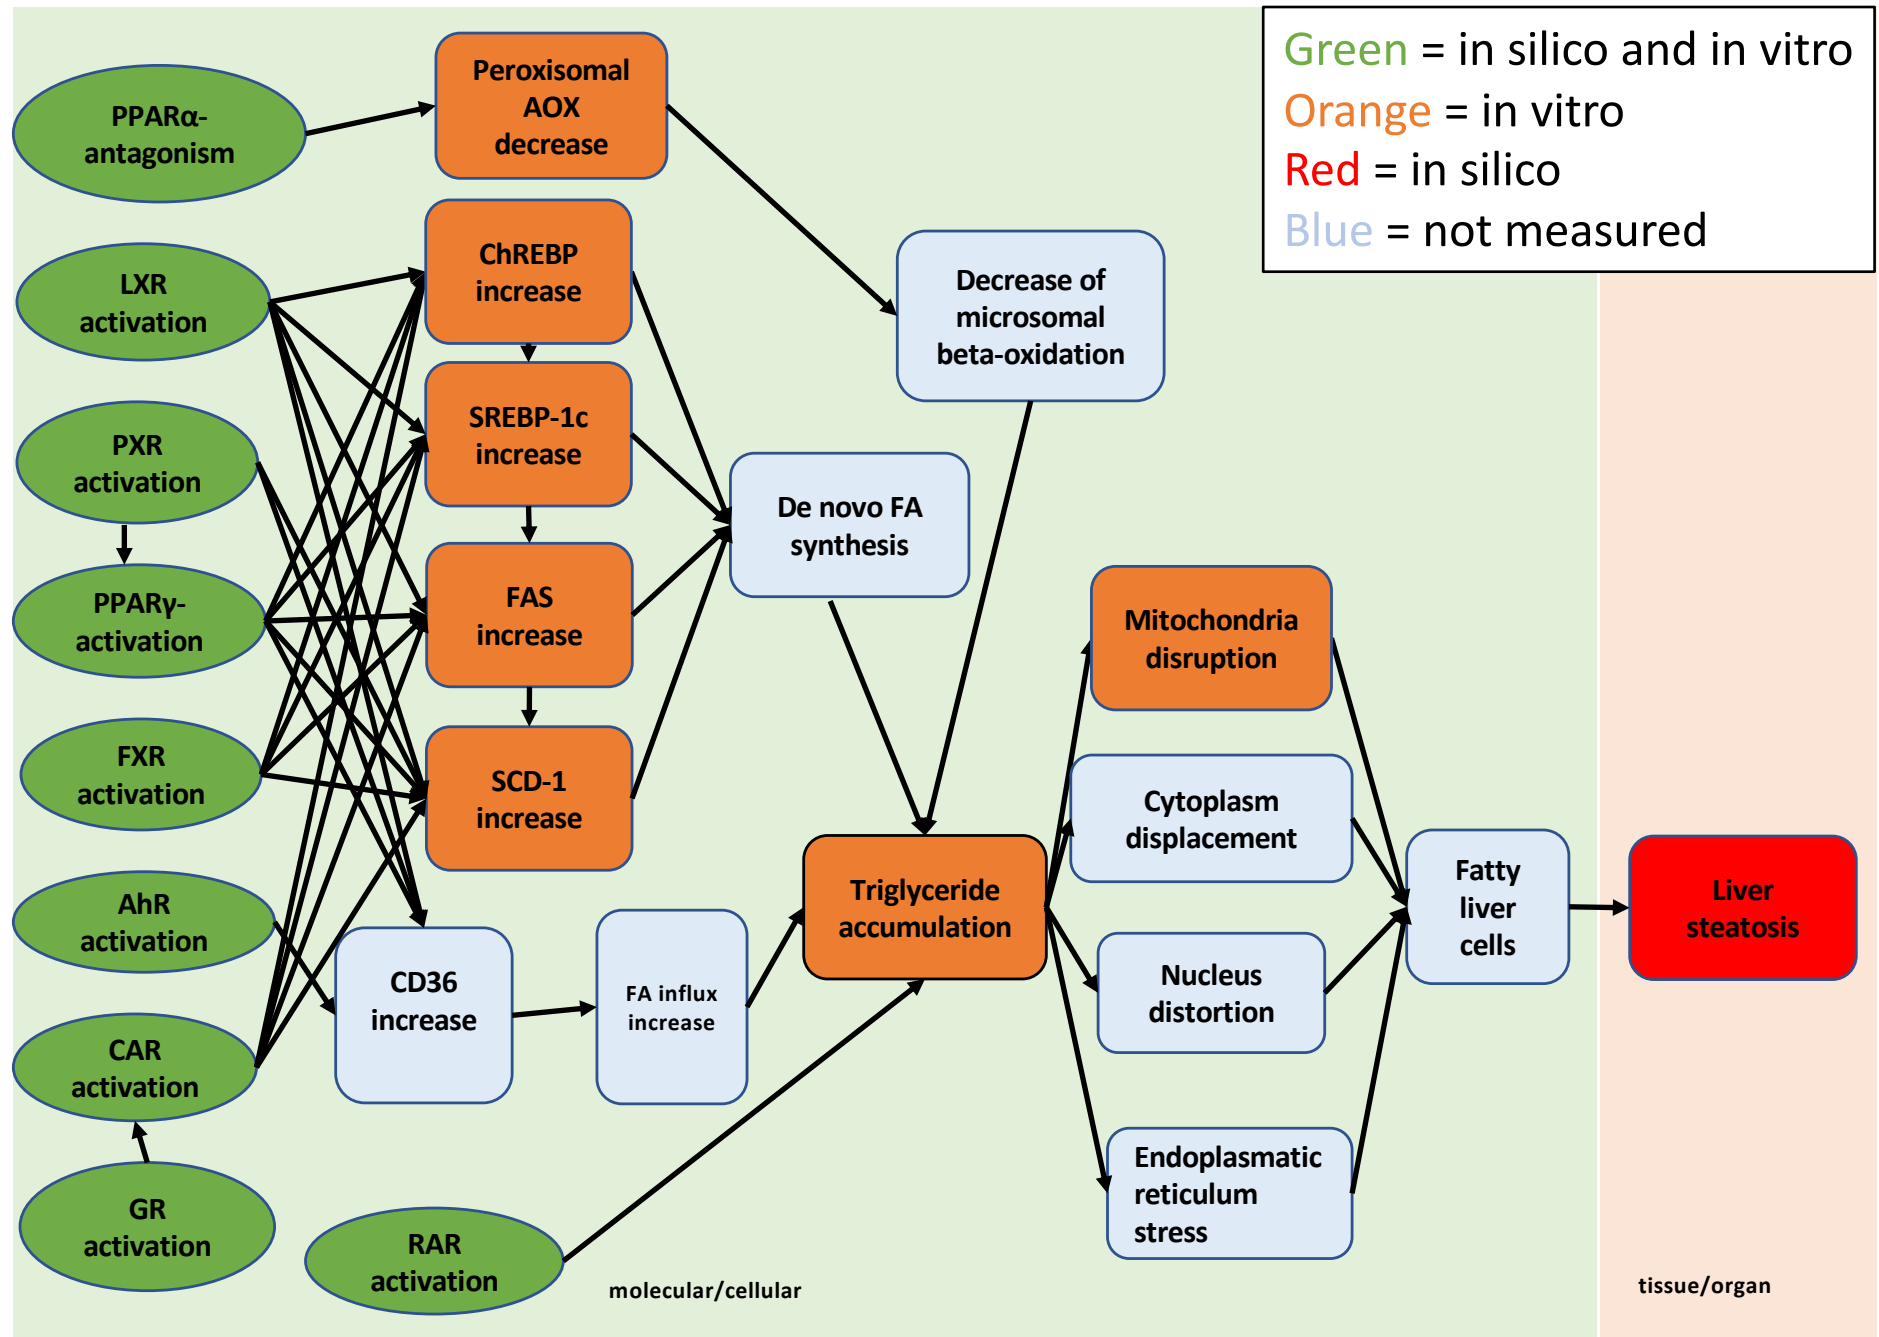 Green = in silico and in vitro
Orange = in vitro
Red = in silico
Blue = not measured
PPARα-
antagonism
Peroxisomal
AOX
decrease
LXR
activation
ChREBP
increase
Decrease of
microsomal
beta-oxidation
PXR
activation
SREBP-1c
increase
De novo FA
synthesis
PPARγ-
activation
FAS
increase
Mitochondria
disruption
FXR
activation
SCD-1
increase
Cytoplasm
displacement
AhR
activation
Triglyceride
accumulation
Fatty
liver
cells
Liver
steatosis
CD36
increase
FA influx
increase
Nucleus
distortion
CAR
activation
Endoplasmatic
reticulum
stress
GR
activation
RAR
activation
molecular/cellular
tissue/organ